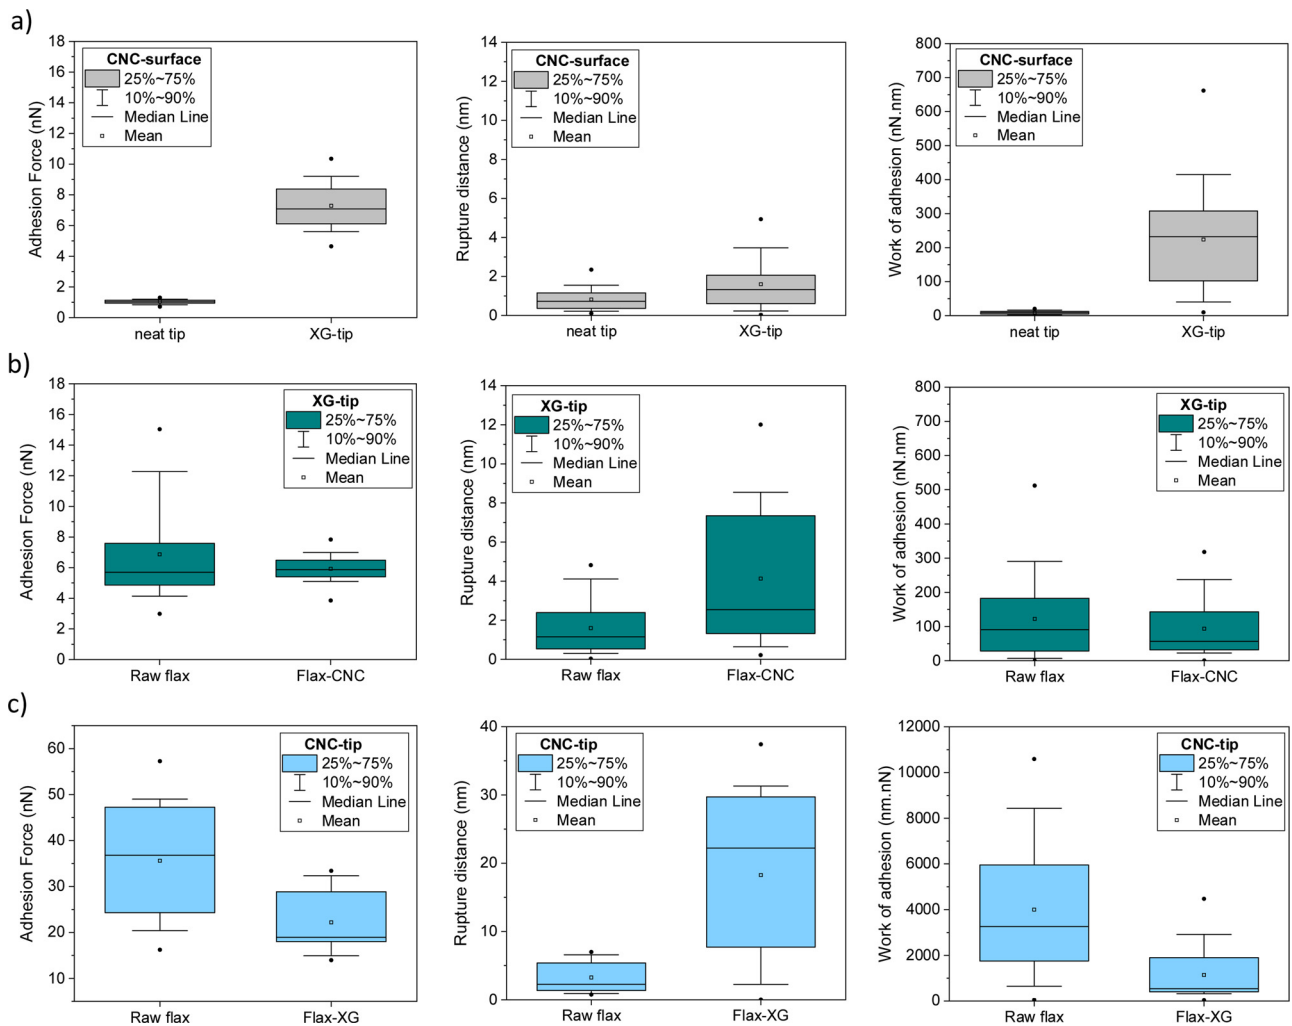 a)
Adhesion Force (nN)
18
16
14
12
10
8
6
4
2
0
CNC-surface
25%~75%
10%~90%
Median Line
Mean
neat tip
XG-tip
Rupture distance (nm)
14
12
10
8
6
4
2
0
CNC-surface
25%~75%
10%~90%
Median Line
Mean
neat tip
XG-tip
Work of adhesion (nN.nm)
800
700
600
500
400
300
200
100
0
CNC-surface
25%~75%
10%~90%
Median Line
Mean
neat tip
XG-tip
b)
Adhesion Force (nN)
18
16
14
12
10
8
6
4
2
0
XG-tip
25%~75%
10%~90%
Median Line
Mean
Raw flax
Flax-CNC
Rupture distance (nm)
14
12
10
8
6
4
2
0
XG-tip
25%~75%
10%~90%
Median Line
Mean
Raw flax
Flax-CNC
Work of adhesion (nN.nm)
800
700
600
500
400
300
200
100
0
XG-tip
25%~75%
10%~90%
Median Line
Mean
Raw flax
Flax-CNC
c)
Adhesion Force (nN)
60
50
40
30
20
10
CNC-tip
25%~75%
10%~90%
Median Line
Mean
Raw flax
Flax-XG
Rupture distance (nm)
40
30
20
10
0
CNC-tip
25%~75%
10%~90%
Median Line
Mean
Raw flax
Flax-XG
Work of adhesion (nm.nN)
12000
10000
8000
6000
4000
2000
0
CNC-tip
25%~75%
10%~90%
Median Line
Mean
Raw flax
Flax-XG